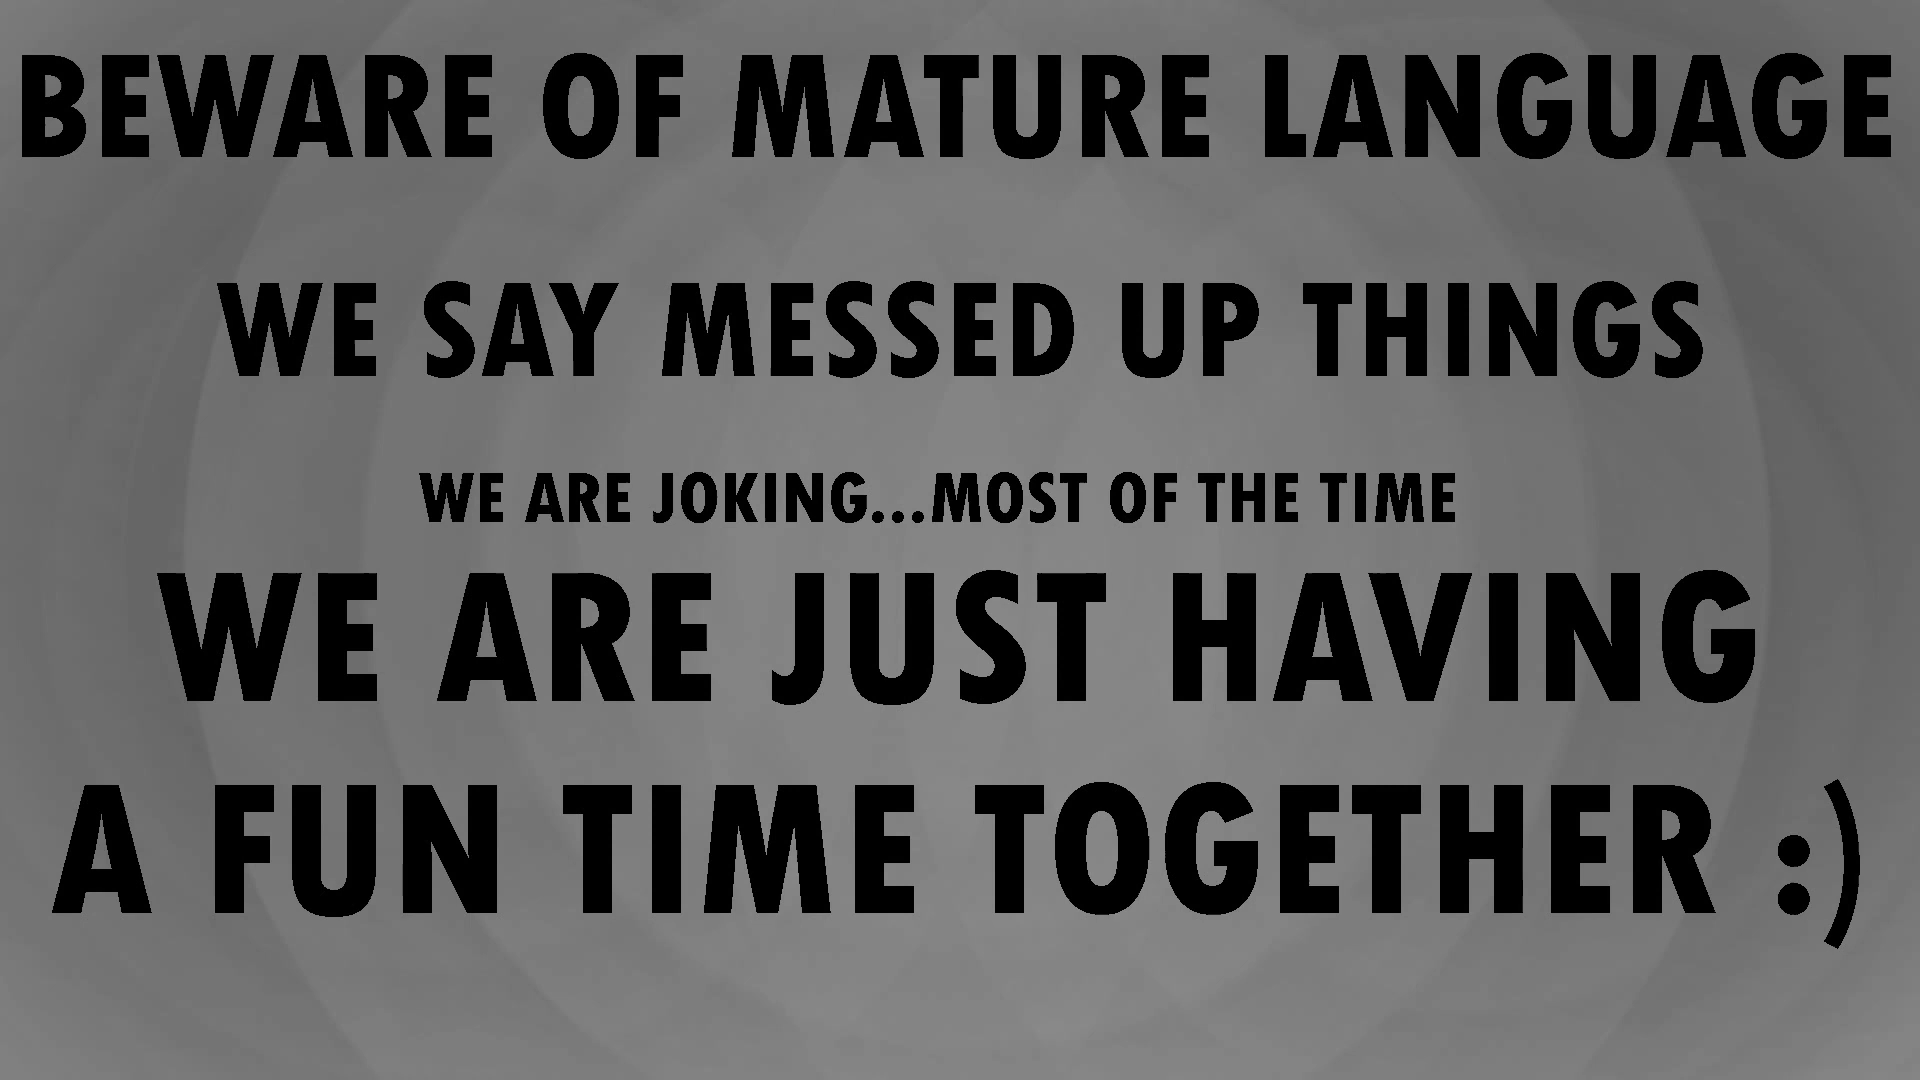 BEWARE OF MATURE LANGUAGE
WE SAY MESSED UP THINGS
WE ARE JOKING...MOST OF THE TIME
WE ARE JUST HAVING
A FUN TIME TOGETHER :)